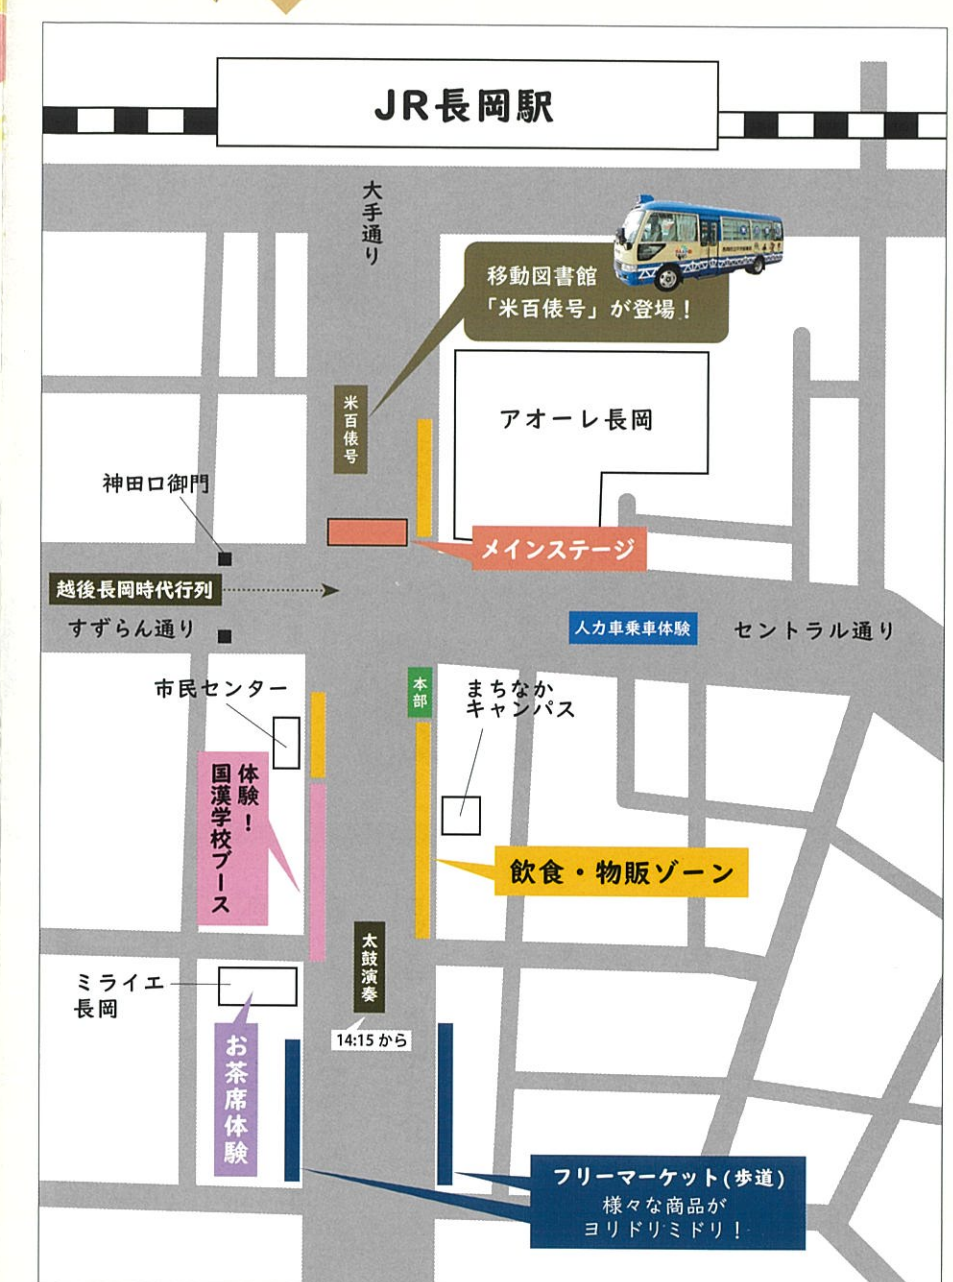 JR長岡駅
大手通り
移動図書館
「米百俵号」が登場！
米百俵号
アオーレ長岡
神田口御門
メインステージ
越後長岡時代行列
すずらん通り
人力車乗車体験
セントラル通り
市民センター
本部
まちなか
キャンパス
体験！
国漢学校ブース
飲食・物販ゾーン
太鼓演奏
14:15 から
ミライエ
長岡
お茶席体験
フリーマーケット(歩道)
様々な商品が
ヨリドリミドリ！